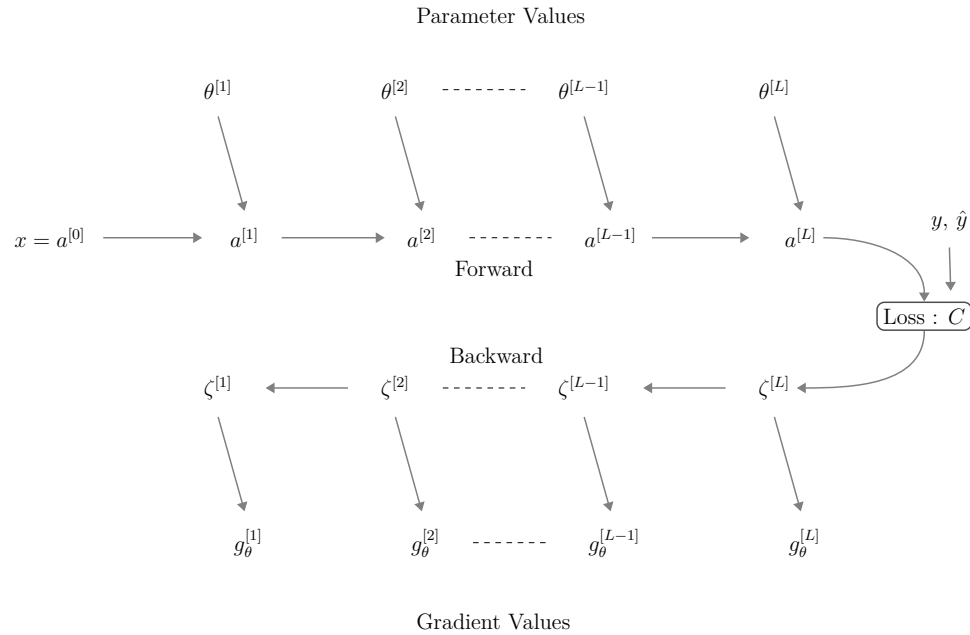 Parameter Values
θ^{[1]} θ^{[2]} θ^{[L−1]} θ^{[L]}
x = a^{[0]} a^{[1]} a^{[2]} a^{[L−1]} a^{[L]} y, ŷ
Forward
Loss : C
Backward
ζ^{[1]} ζ^{[2]} ζ^{[L−1]} ζ^{[L]}
g_θ^{[1]} g_θ^{[2]} g_θ^{[L−1]} g_θ^{[L]}
Gradient Values